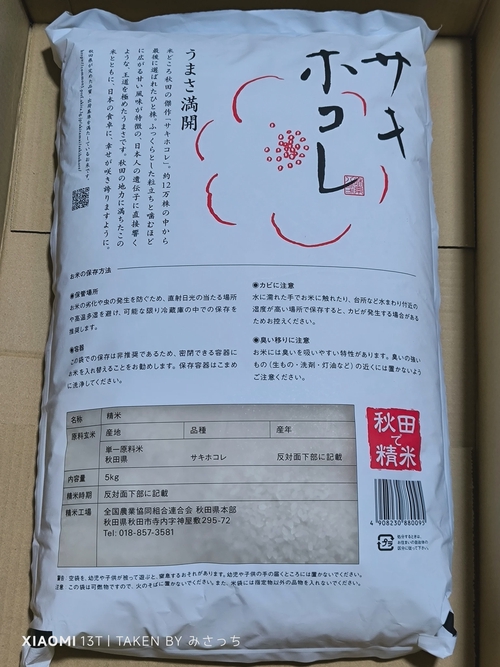 サキ
ホコレ
うまさ満開
米どころ秋田の傑作「サキホコレ」。約12万株の中から
最後に選ばれたひと株。ふっくらとした粒立ちと噛むほど
に広がる甘い風味が特徴の、日本人の遺伝子に直接響く
ような、王道を極めたうまさです。秋田の地力に満ちたこの
米とともに、日本の食卓に、幸せが咲き誇りますように。
お米の保存方法
◉保管場所
お米の劣化や虫の発生を防ぐため、直射日光の当たる場所
や高温多湿を避け、可能な限り冷蔵庫の中での保存を
推奨します。
◉容器
この袋での保存は非推奨であるため、密閉できる容器に
お米を入れ替えることをお勧めします。保存容器はこまめ
に洗浄してください。
◉カビに注意
水に濡れた手でお米に触れたり、台所など水まわり付近の
湿度が高い場所で保存すると、カビが発生する場合がある
ためお控えください。
◉臭い移りに注意
お米には臭いを吸いやすい特性があります。臭いの強い
もの（生もの・洗剤・灯油など）の近くには置かないよう
ご注意ください。
名称 精米
原料玄米 産地 品種 産年
単一原料米
秋田県 サキホコレ 反対面下部に記載
内容量 5kg
精米時期 反対面下部に記載
精米工場 全国農業協同組合連合会 秋田県本部
秋田県秋田市寺内字神屋敷295-72
Tel: 018-857-3581
秋田
で
精米
4 908230 880095
プラ
XIAOMI 13T | TAKEN BY みさっち